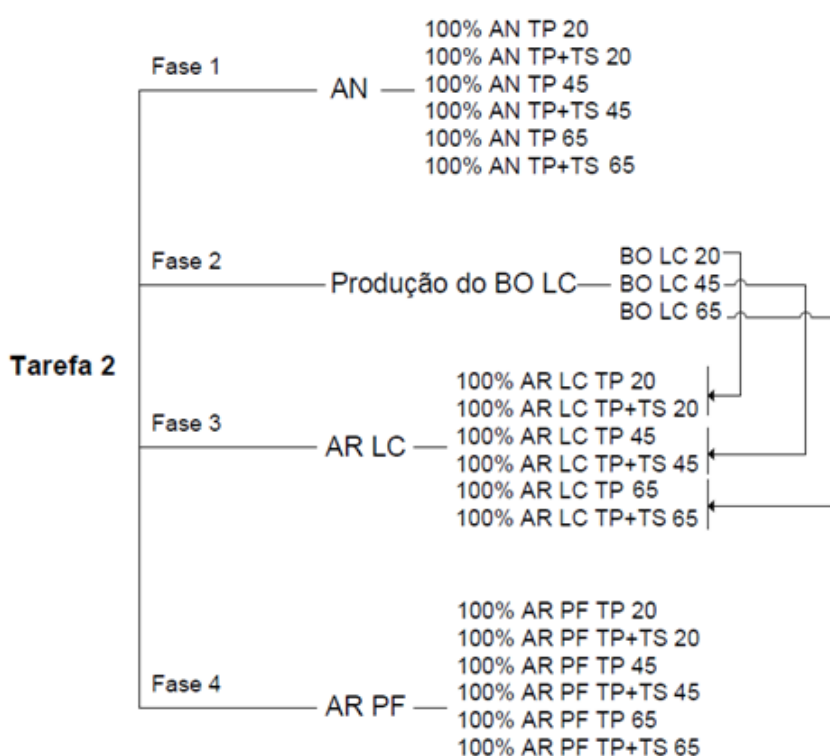 100% AN TP 20
100% AN TP+TS 20
Fase 1
AN
100% AN TP 45
100% AN TP+TS 45
100% AN TP 65
100% AN TP+TS 65
Fase 2
Produção do BO LC
BO LC 20
BO LC 45
BO LC 65
Tarefa 2
Fase 3
AR LC
100% AR LC TP 20
100% AR LC TP+TS 20
100% AR LC TP 45
100% AR LC TP+TS 45
100% AR LC TP 65
100% AR LC TP+TS 65
Fase 4
AR PF
100% AR PF TP 20
100% AR PF TP+TS 20
100% AR PF TP 45
100% AR PF TP+TS 45
100% AR PF TP 65
100% AR PF TP+TS 65